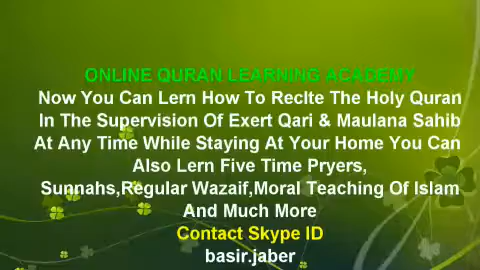 ONLINE QURAN LEARNING ACADEMY
Now You Can Lern How To RecIte The Holy Quran
In The Supervision Of Exert Qari & Maulana Sahib
At Any Time While Staying At Your Home You Can
Also Lern Five Time Pryers,
Sunnahs,Regular Wazaif,Moral Teaching Of Islam
And Much More
Contact Skype ID
basir.jaber